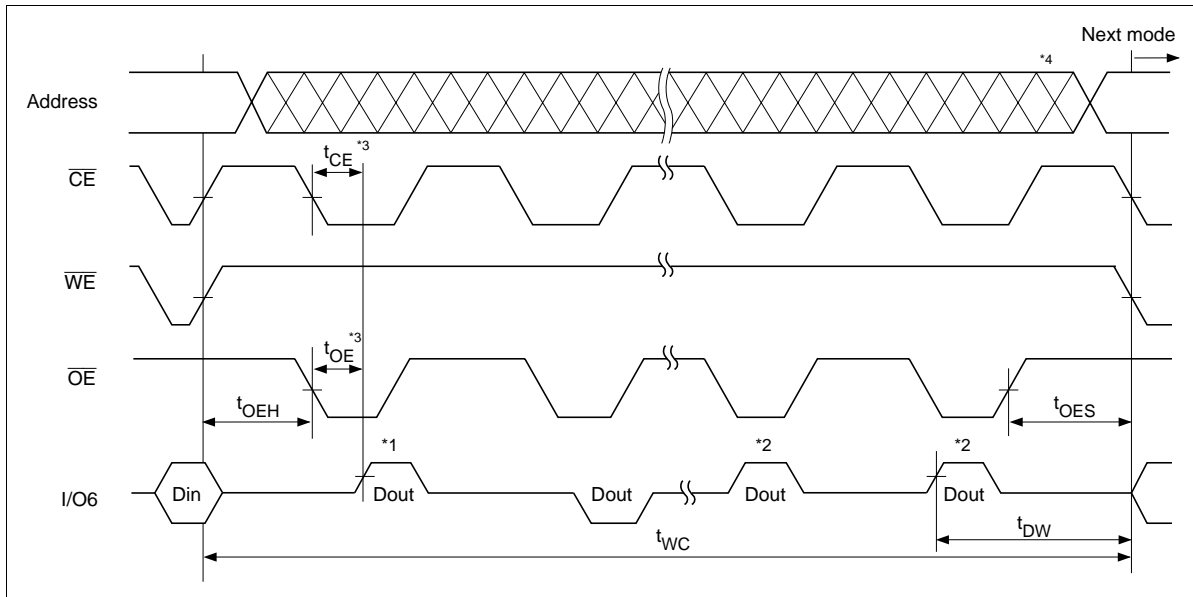 Next mode
*4
Address
tCE *3
CE
WE
tOE *3
OE
tOEH
tOES
*1
*2
*2
I/O6
Din
Dout
Dout
Dout
Dout
tWC
tDW